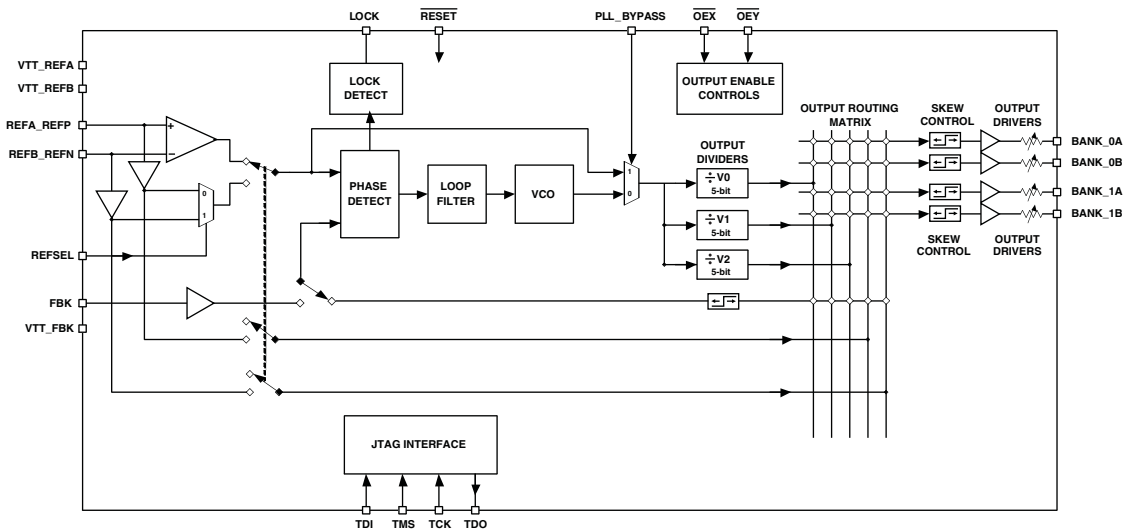 LOCK
RESET
PLL_BYPASS
OEX
OEY
VTT_REFA
VTT_REFB
REFA_REFP
REFB_REFN
REFSEL
FBK
VTT_FBK
+
−
0
1
LOCK
DETECT
PHASE
DETECT
LOOP
FILTER
VCO
1
0
OUTPUT ENABLE
CONTROLS
OUTPUT
DIVIDERS
÷ V0
5-bit
÷ V1
5-bit
÷ V2
5-bit
OUTPUT ROUTING
MATRIX
SKEW
CONTROL
OUTPUT
DRIVERS
BANK_0A
BANK_0B
BANK_1A
BANK_1B
SKEW
CONTROL
OUTPUT
DRIVERS
JTAG INTERFACE
TDI
TMS
TCK
TDO